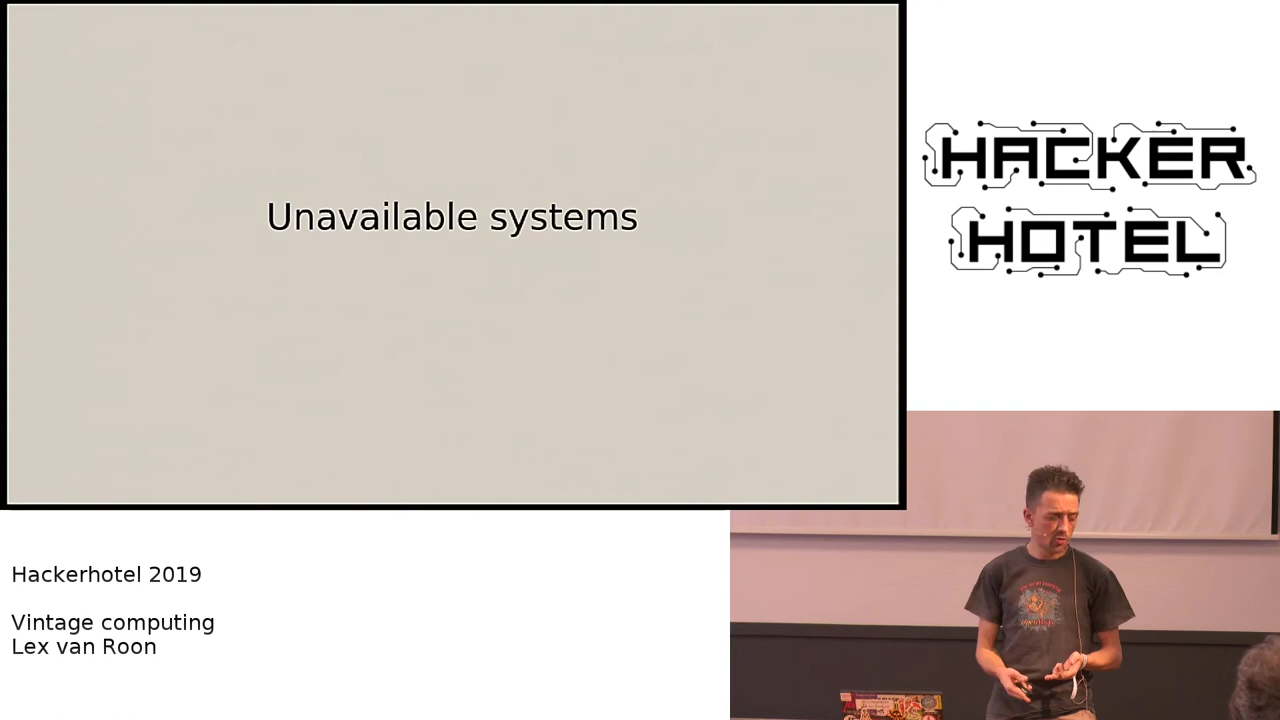 Unavailable systems
HACKER
HOTEL
Hackerhotel 2019
Vintage computing
Lex van Roon